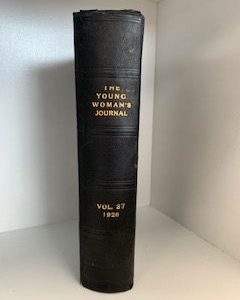 THE
YOUNG
WOMAN'S
JOURNAL
VOL. 37
1926